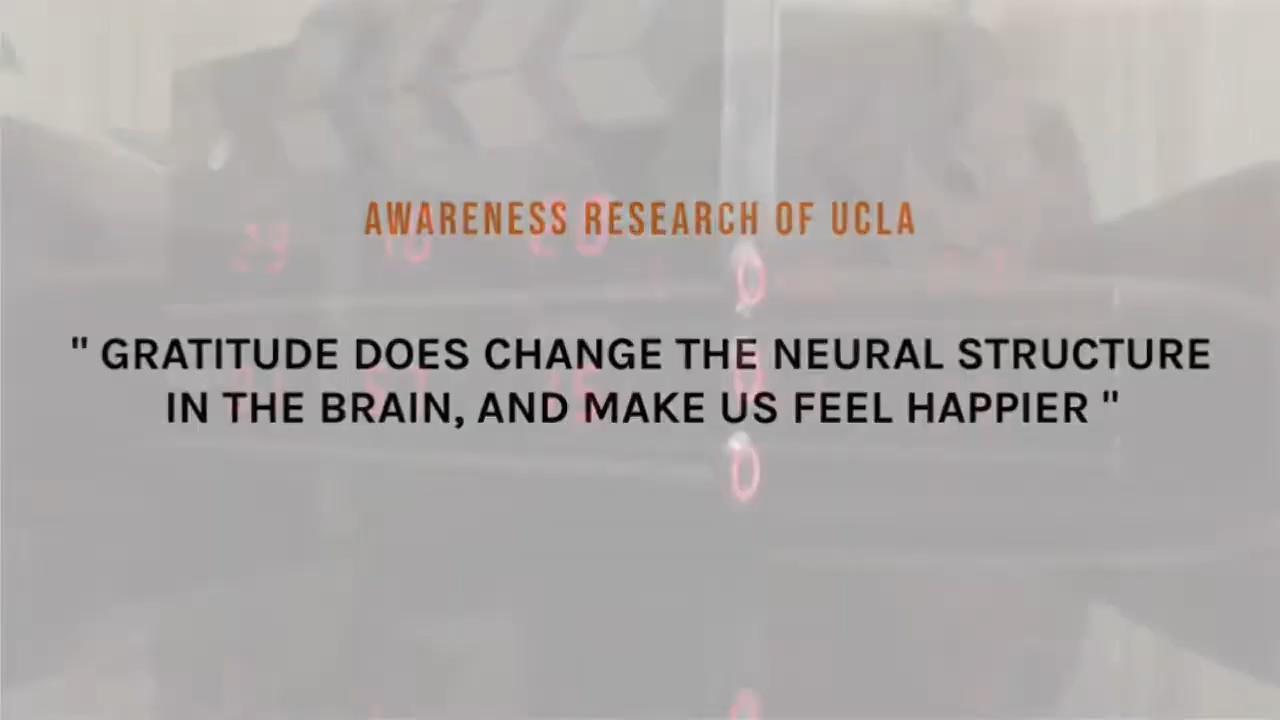 AWARENESS RESEARCH OF UCLA
" GRATITUDE DOES CHANGE THE NEURAL STRUCTURE
IN THE BRAIN, AND MAKE US FEEL HAPPIER "